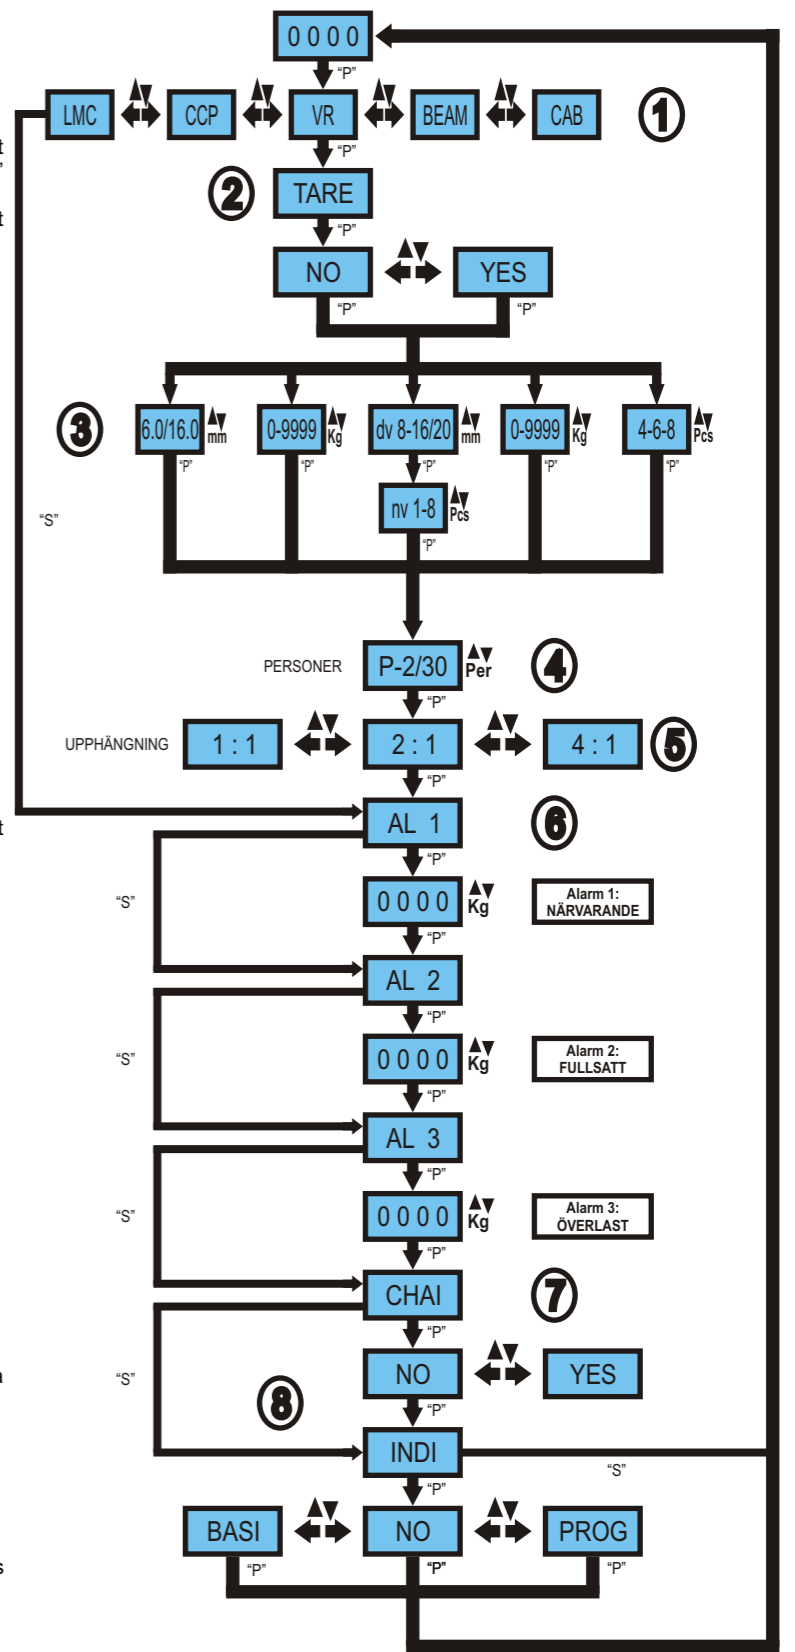 0 0 0 0
"P"
LMC CCP VR BEAM CAB 1
t
"
"P"
2 TARE
t
"P"
NO YES
"P" "P"
3 6.0/16.0 mm 0-9999 Kg dv 8-16/20 mm 0-9999 Kg 4-6-8 Pcs
"P" "P" "P" "P" "P"
nv 1-8 Pcs
"S"
"P"
PERSONER P-2/30 Per 4
"P"
UPPHÄNGNING 1 : 1 2 : 1 4 : 1 5
"P"
AL 1 6
t
"P"
"S" 0 0 0 0 Kg Alarm 1:
NÄRVARANDE
"P"
AL 2
"P"
"S" 0 0 0 0 Kg Alarm 2:
FULLSATT
"P"
AL 3
"P"
"S" 0 0 0 0 Kg Alarm 3:
ÖVERLAST
"P"
CHAI 7
"P"
"S" NO YES
8 "P"
INDI
"S"
"P"
BASI NO PROG
"P" "P" "P"
s